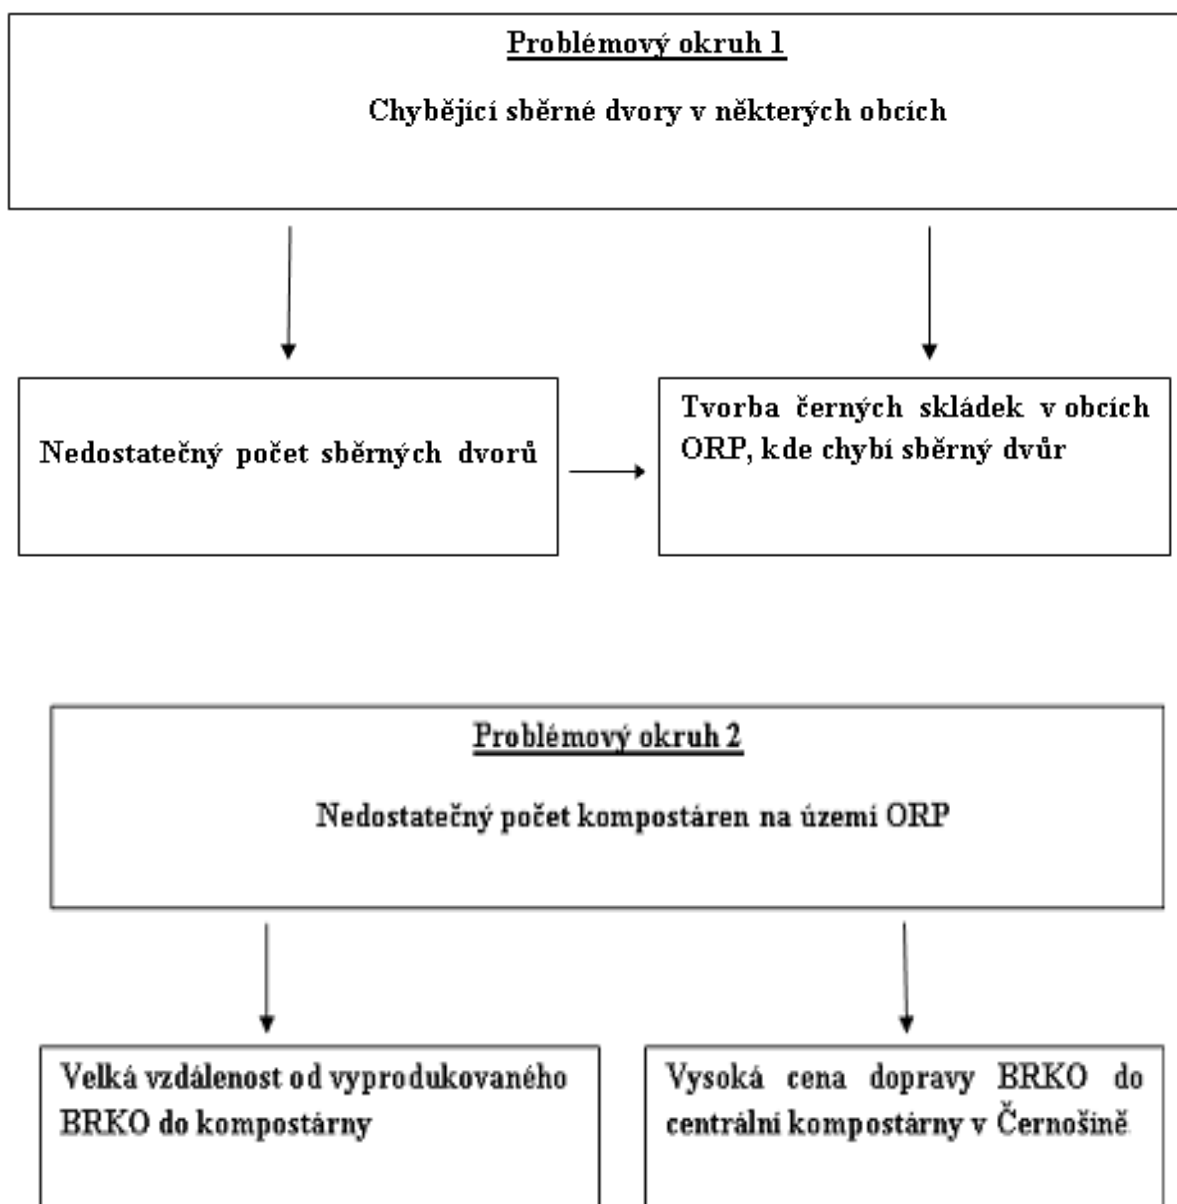 Problémový okruh 1
Chybějící sběrné dvory v některých obcích
Nedostatečný počet sběrných dvorů
Tvorba černých skládek v obcích
ORP, kde chybí sběrný dvůr
Problémový okruh 2
Nedostatečný počet kompostáren na území ORP
Velká vzdálenost od vyprodukovaného
BRKO do kompostárny
Vysoká cena dopravy BRKO do
centrální kompostárny v Černošíně